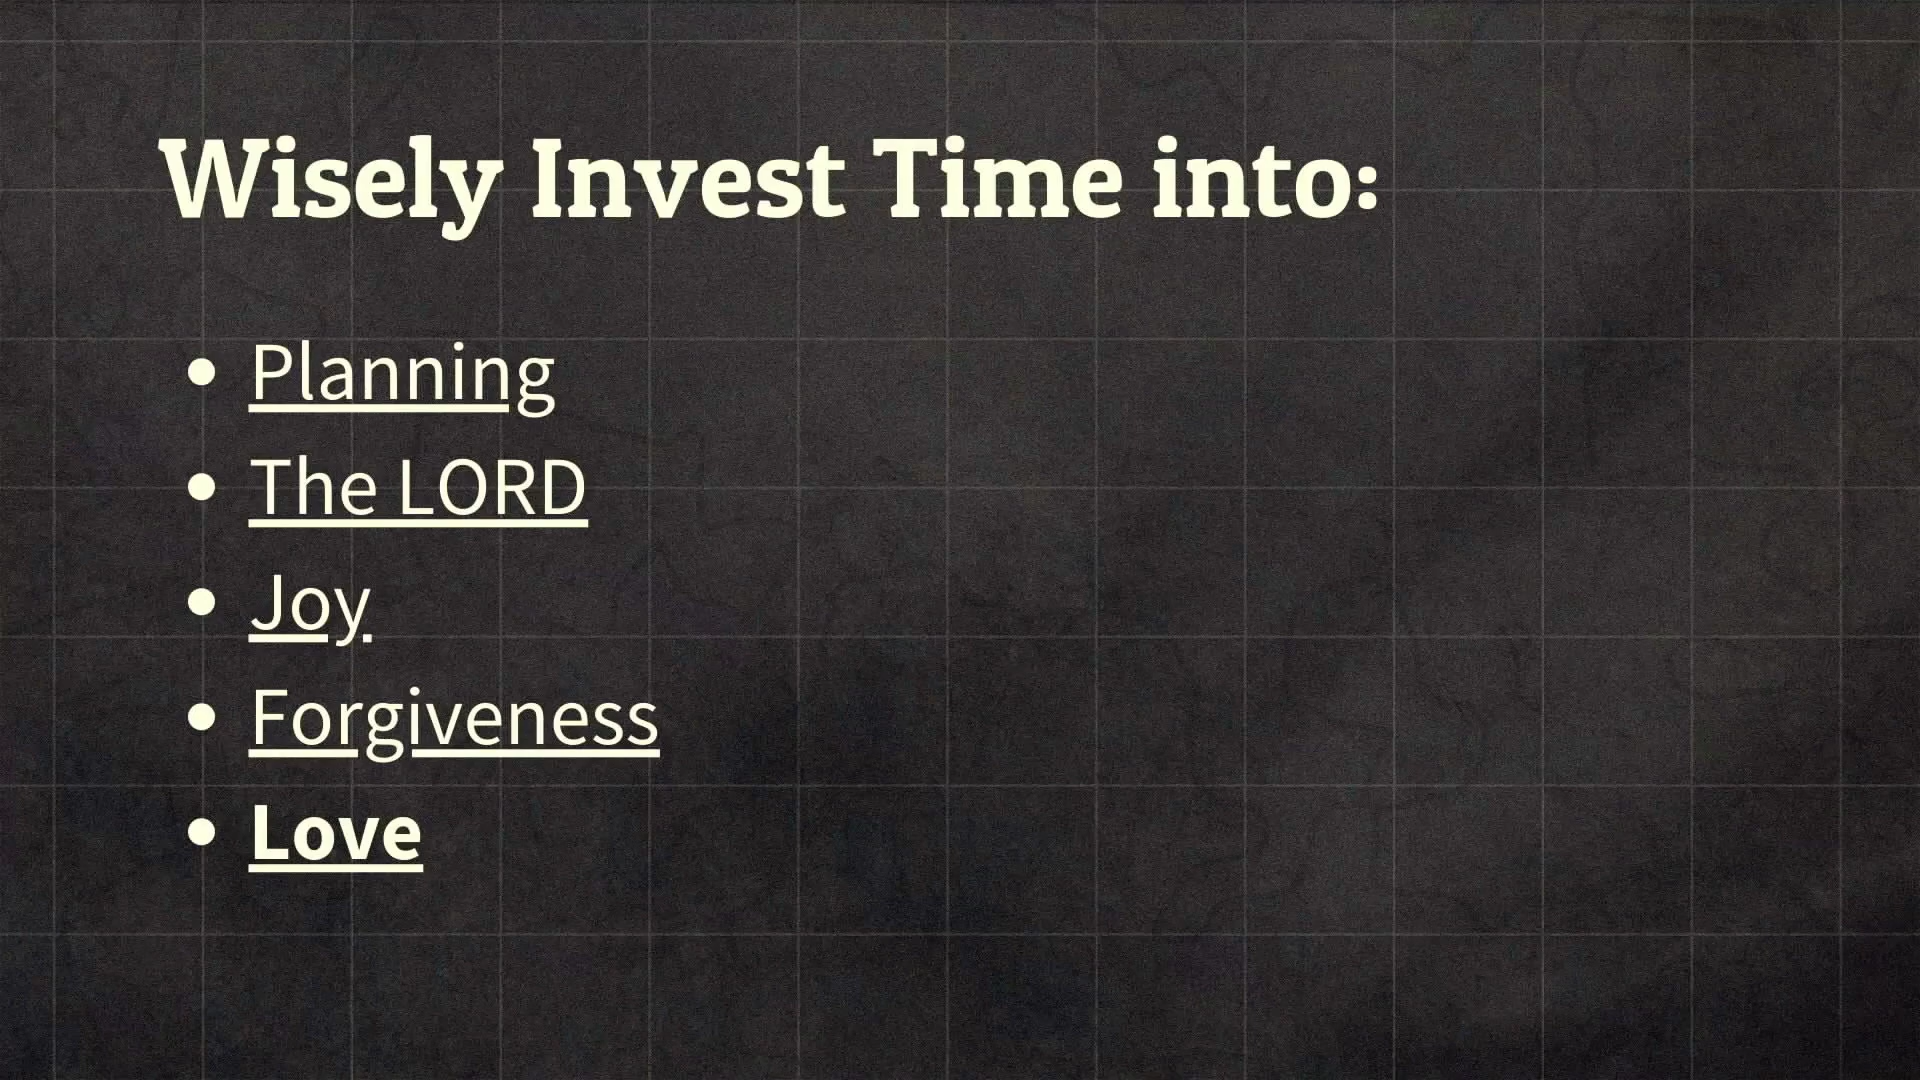 Wisely Invest Time into:
• Planning
• The LORD
• Joy
• Forgiveness
• Love